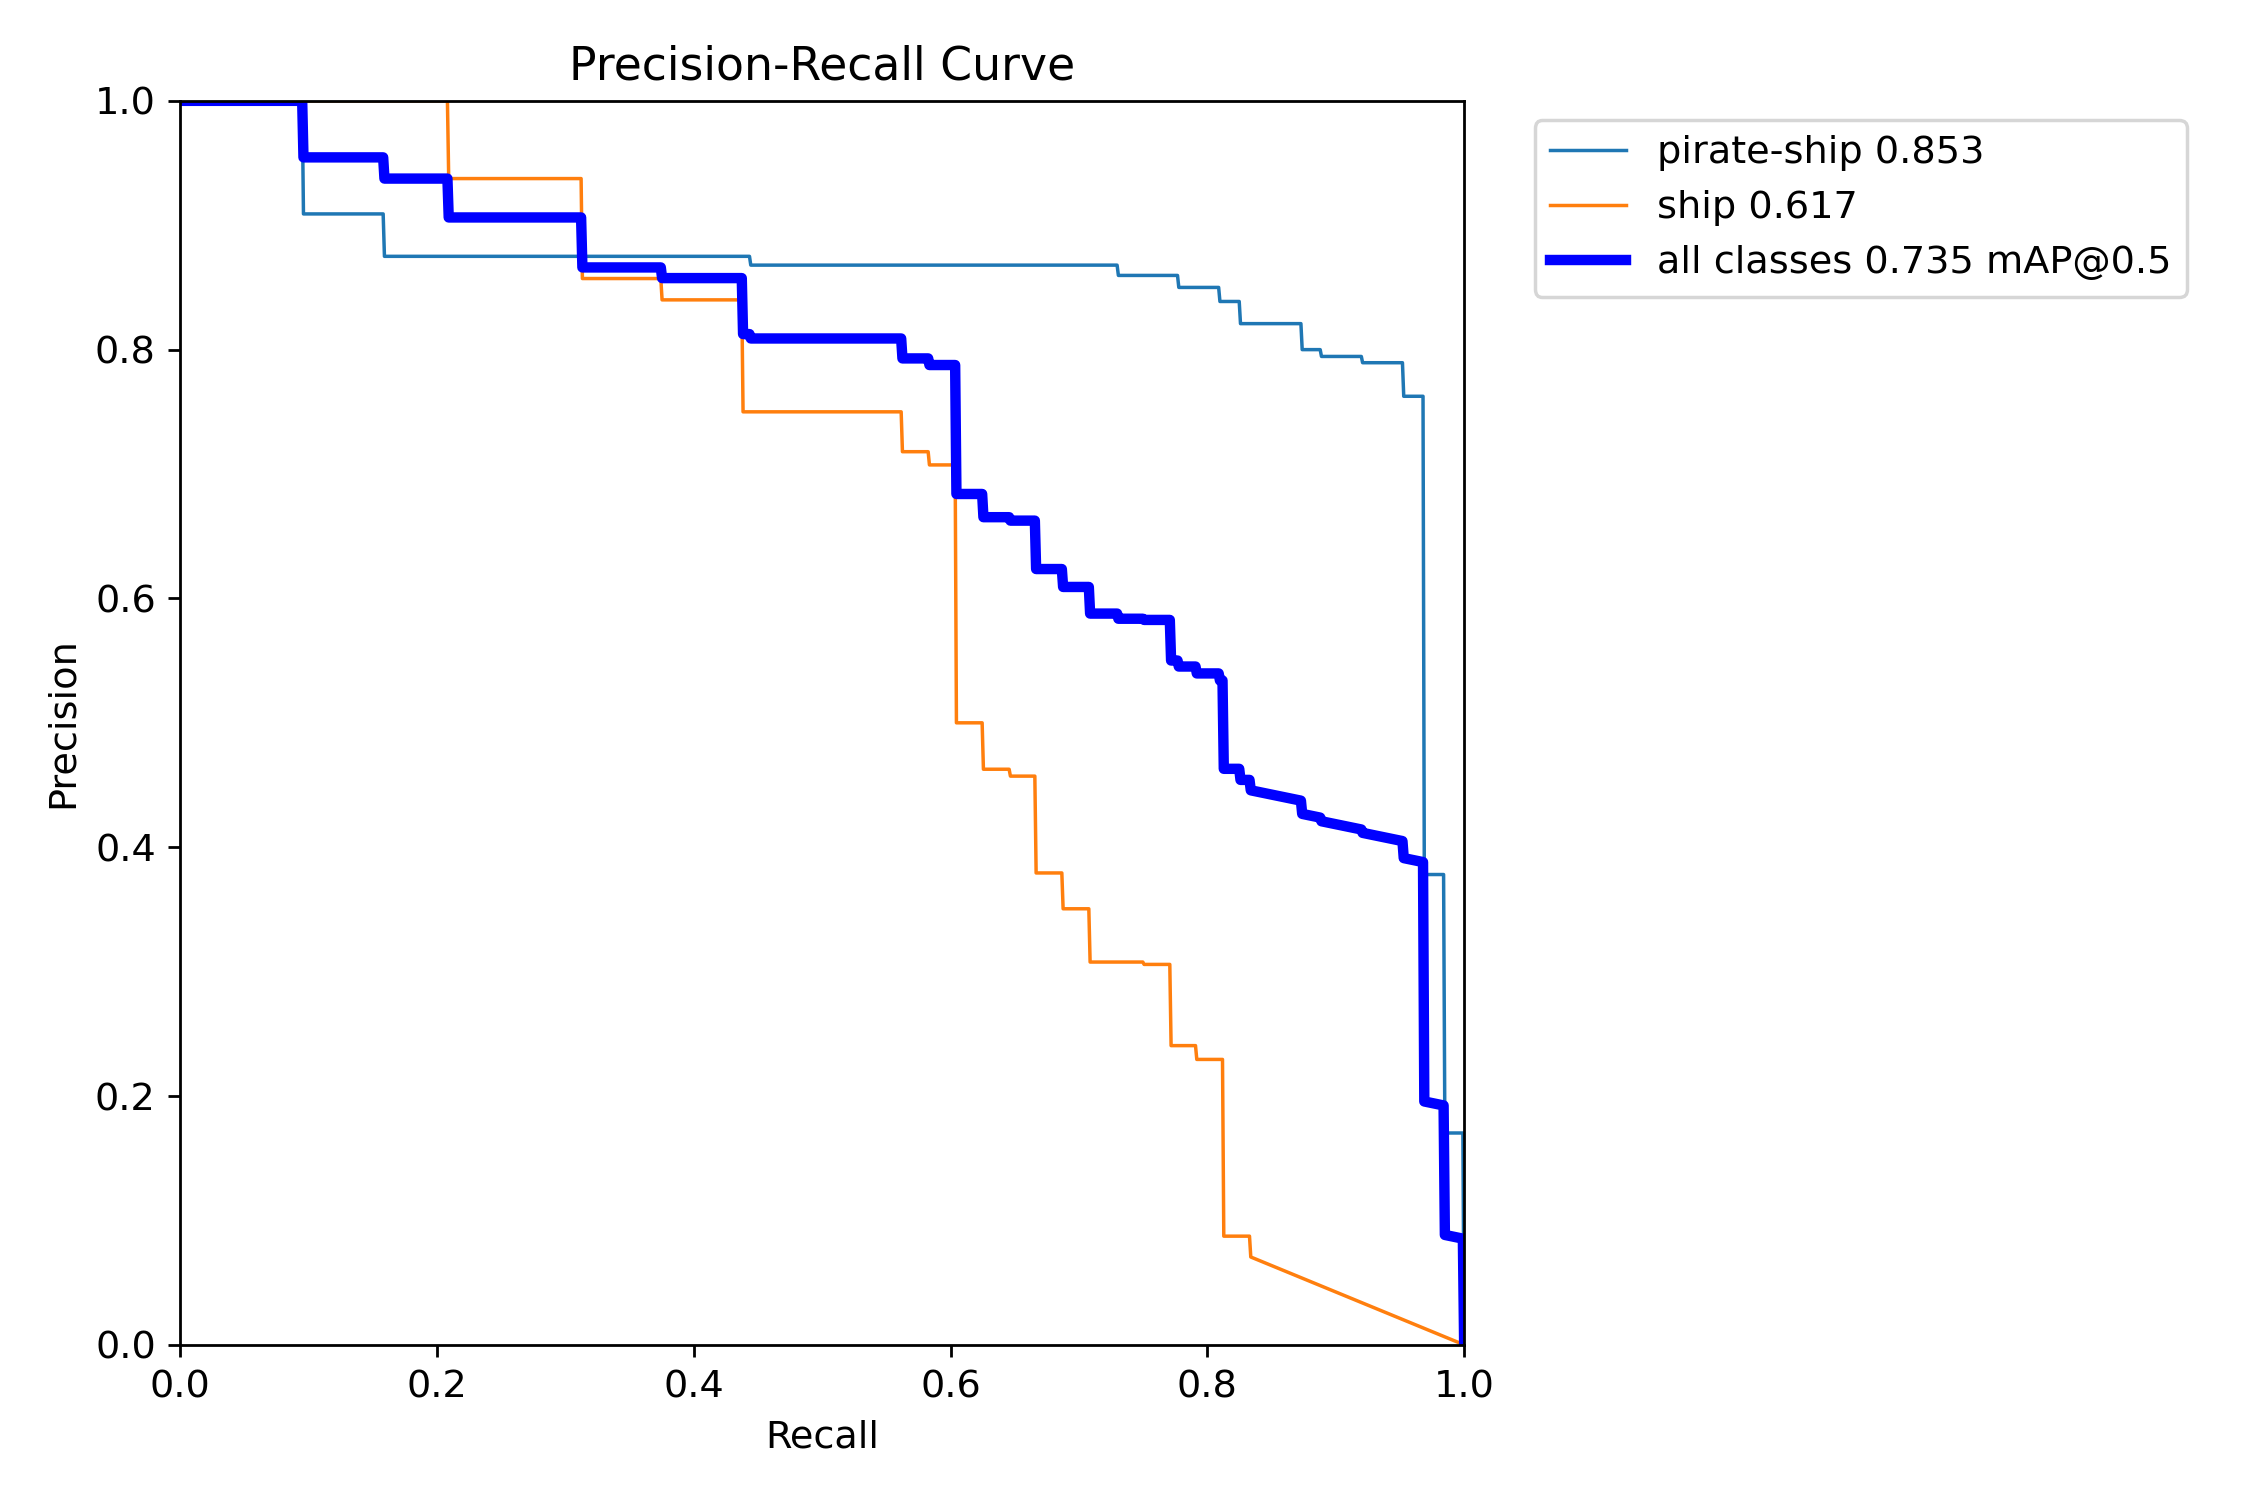 Precision-Recall Curve
pirate-ship 0.853
ship 0.617
all classes 0.735 mAP@0.5
Precision
1.0
0.8
0.6
0.4
0.2
0.0
0.0 0.2 0.4 0.6 0.8 1.0
Recall